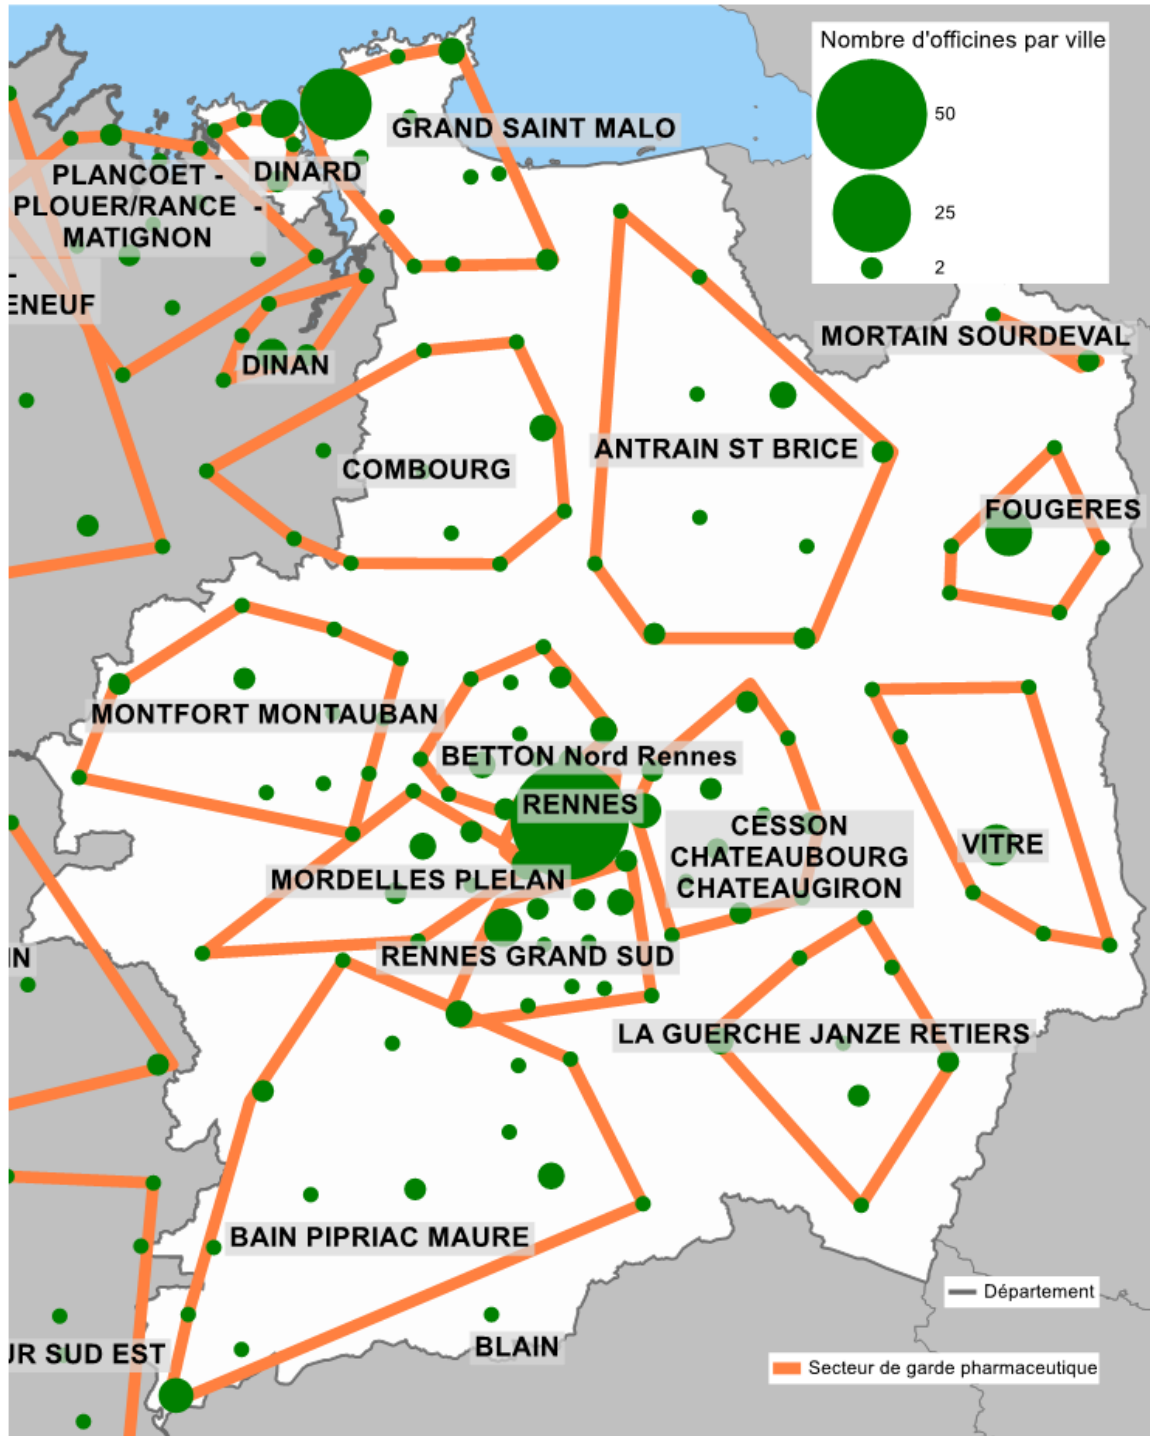 Nombre d'officines par ville
50
25
2
GRAND SAINT MALO
DINARD
PLANCOET -
PLOUER/RANCE -
MATIGNON
-
ENEUF
MORTAIN SOURDEVAL
DINAN
ANTRAIN ST BRICE
COMBOURG
FOUGERES
MONTFORT MONTAUBAN
BETTON Nord Rennes
RENNES
CESSON
CHATEAUBOURG
CHATEAUGIRON
VITRE
MORDELLES PLELAN
RENNES GRAND SUD
IN
LA GUERCHE JANZE RETIERS
BAIN PIPRIAC MAURE
Département
BLAIN
UR SUD EST
Secteur de garde pharmaceutique